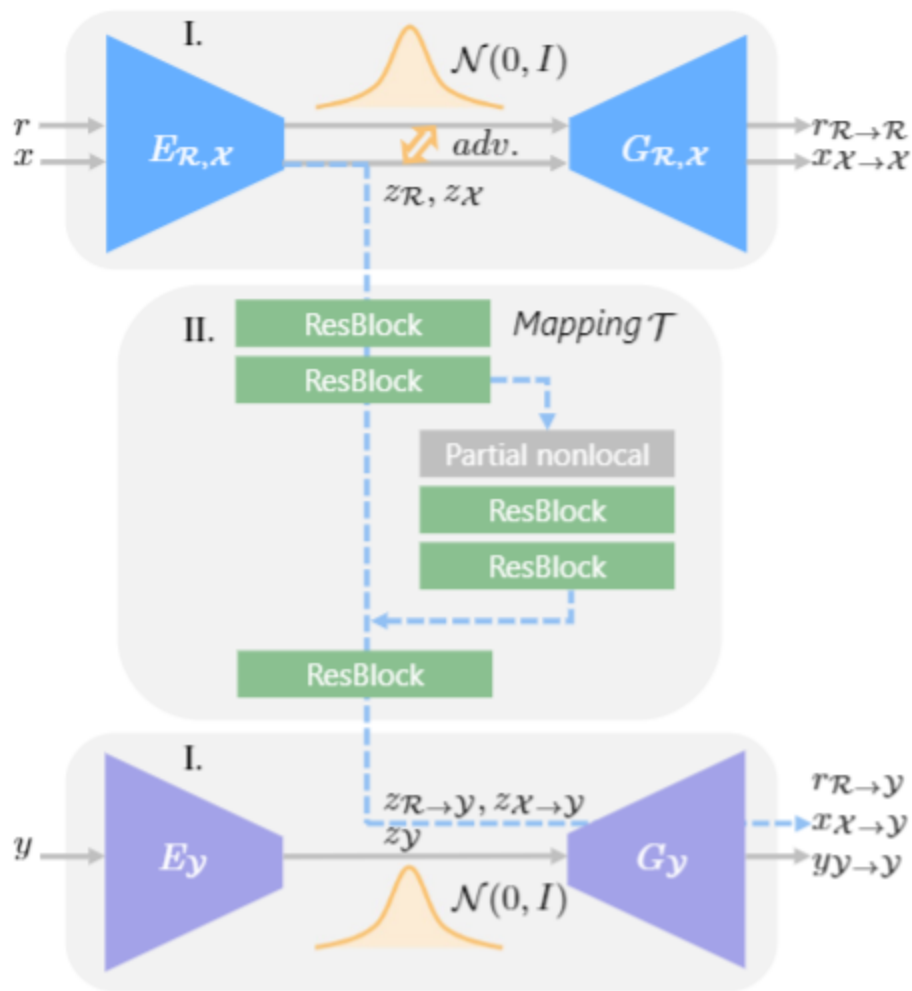 I.
𝒩(0, I)
r
x
E_{ℛ,𝒳}
adv.
G_{ℛ,𝒳}
r_{ℛ→ℛ}
x_{𝒳→𝒳}
z_ℛ, z_𝒳
II.
ResBlock
Mapping 𝒯
ResBlock
Partial nonlocal
ResBlock
ResBlock
ResBlock
I.
r_{ℛ→𝒴}
z_{ℛ→𝒴}, z_{𝒳→𝒴}
x_{𝒳→𝒴}
y
E_𝒴
z_𝒴
G_𝒴
y_{𝒴→𝒴}
𝒩(0, I)